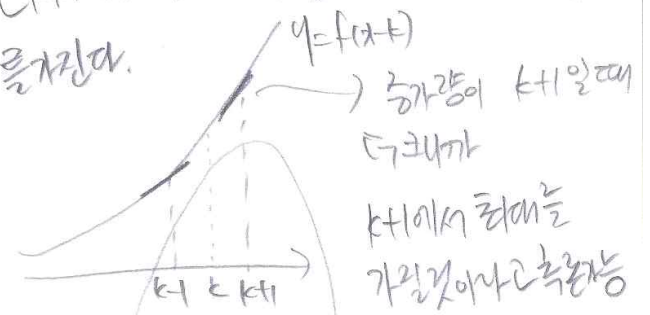 를가진다.
y=f(x-k)
증가량이 k+1일때
더크니까
k+1에서 최대를
가질것이라고 추론가능
k-1 k k+1